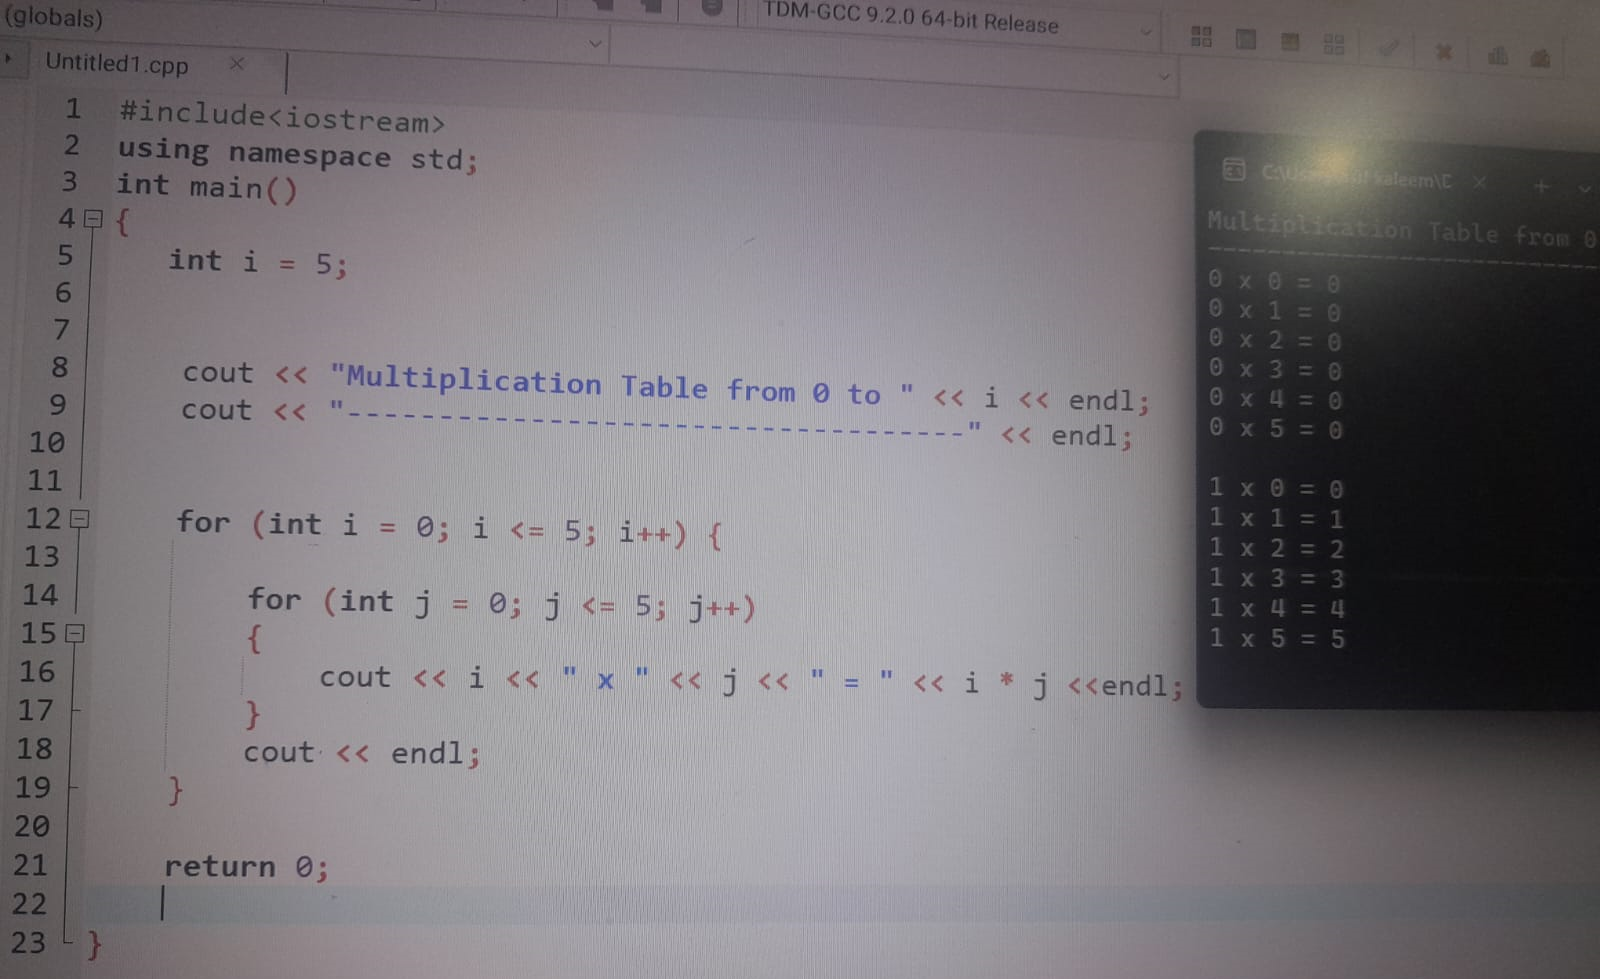 (globals)
TDM-GCC 9.2.0 64-bit Release
Untitled1.cpp
1 #include<iostream>
2 using namespace std;
3 int main()
4 {
5 int i = 5;
6
7
8 cout << "Multiplication Table from 0 to " << i << endl;
9 cout << "----------------------------------" << endl;
10
11
12 for (int i = 0; i <= 5; i++) {
13
14 for (int j = 0; j <= 5; j++)
15 {
16 cout << i << " x " << j << " = " << i * j <<endl;
17 }
18 cout << endl;
19 }
20
21 return 0;
22
23 }
Multiplication Table from 0
----------------------------------
0 x 0 = 0
0 x 1 = 0
0 x 2 = 0
0 x 3 = 0
0 x 4 = 0
0 x 5 = 0
1 x 0 = 0
1 x 1 = 1
1 x 2 = 2
1 x 3 = 3
1 x 4 = 4
1 x 5 = 5